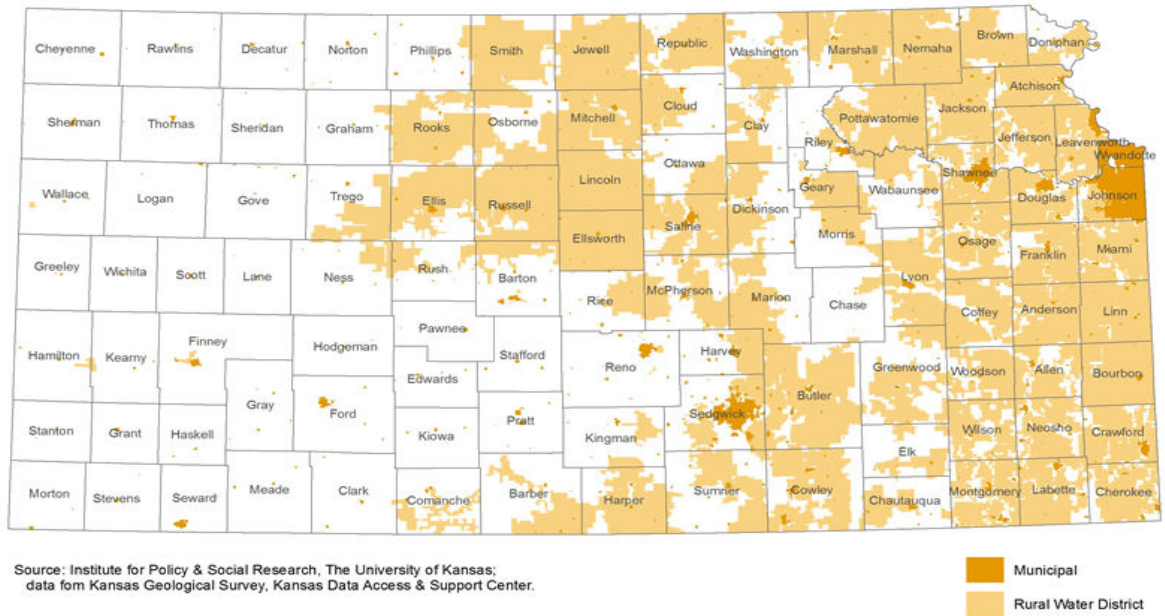 Cheyenne Rawlins Decatur Norton Phillips Smith Jewell Republic Washington Marshall Nemaha Brown Doniphan
Sherman Thomas Sheridan Graham Rooks Osborne Mitchell Cloud Clay Riley Pottawatomie Jackson Atchison Jefferson Leavenworth Wyandotte
Wallace Logan Gove Trego Ellis Russell Lincoln Ottawa Saline Dickinson Geary Wabaunsee Shawnee Douglas Johnson
Greeley Wichita Scott Lane Ness Rush Barton Ellsworth Rice McPherson Marion Morris Chase Lyon Osage Franklin Miami
Hamilton Kearny Finney Hodgeman Pawnee Edwards Stafford Reno Harvey Butler Greenwood Coffey Woodson Anderson Allen Linn Bourbon
Stanton Grant Haskell Gray Ford Kiowa Pratt Kingman Sedgwick Elk Wilson Neosho Crawford
Morton Stevens Seward Meade Clark Comanche Barber Harper Sumner Cowley Chautauqua Montgomery Labette Cherokee
Source: Institute for Policy & Social Research, The University of Kansas;
data fom Kansas Geological Survey, Kansas Data Access & Support Center.
Municipal
Rural Water District